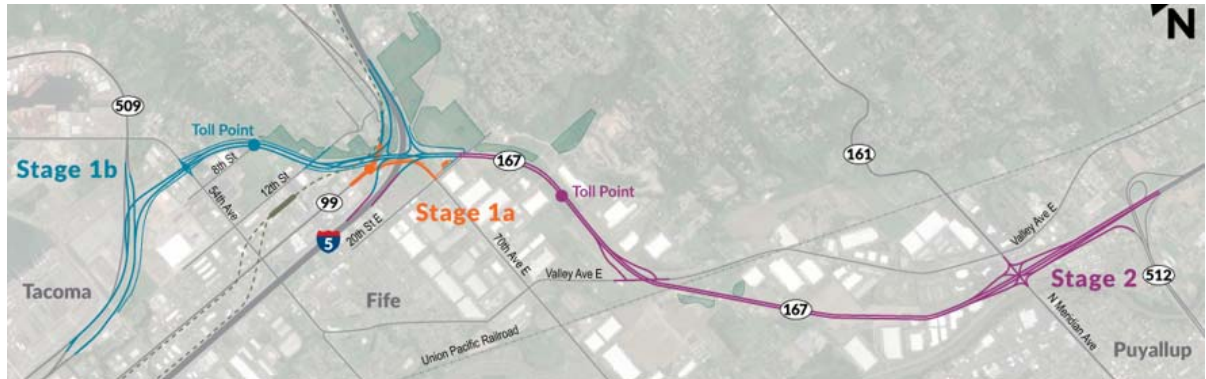 N
509
Toll Point
Stage 1b
8th St
12th St
54th Ave
99
5
20th St E
Stage 1a
70th Ave E
167
Toll Point
161
Valley Ave E
Valley Ave E
Stage 2
512
167
N Meridian Ave
Tacoma
Fife
Union Pacific Railroad
Puyallup